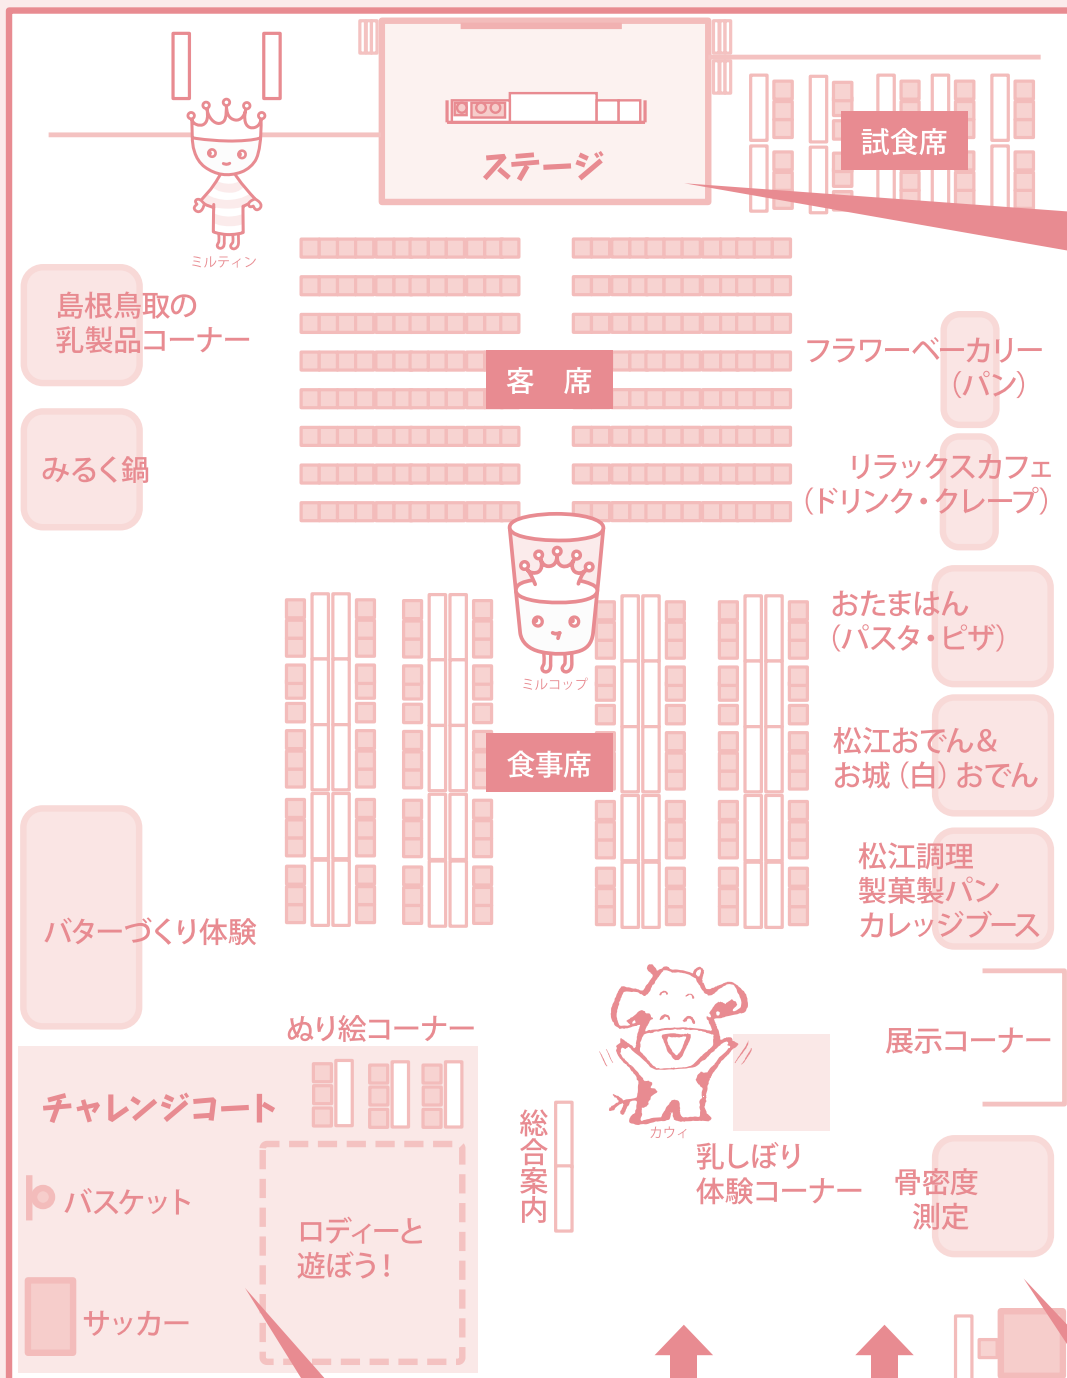 ステージ
試食席
ミルティン
島根鳥取の
乳製品コーナー
客 席
フラワーベーカリー
（パン）
みるく鍋
リラックスカフェ
（ドリンク・クレープ）
おたまはん
（パスタ・ピザ）
ミルコップ
食事席
松江おでん＆
お城（白）おでん
松江調理
製菓製パン
カレッジブース
バターづくり体験
ぬり絵コーナー
展示コーナー
チャレンジコート
総合案内
カウィ
乳しぼり
体験コーナー
骨密度
測定
バスケット
ロディーと
遊ぼう！
サッカー